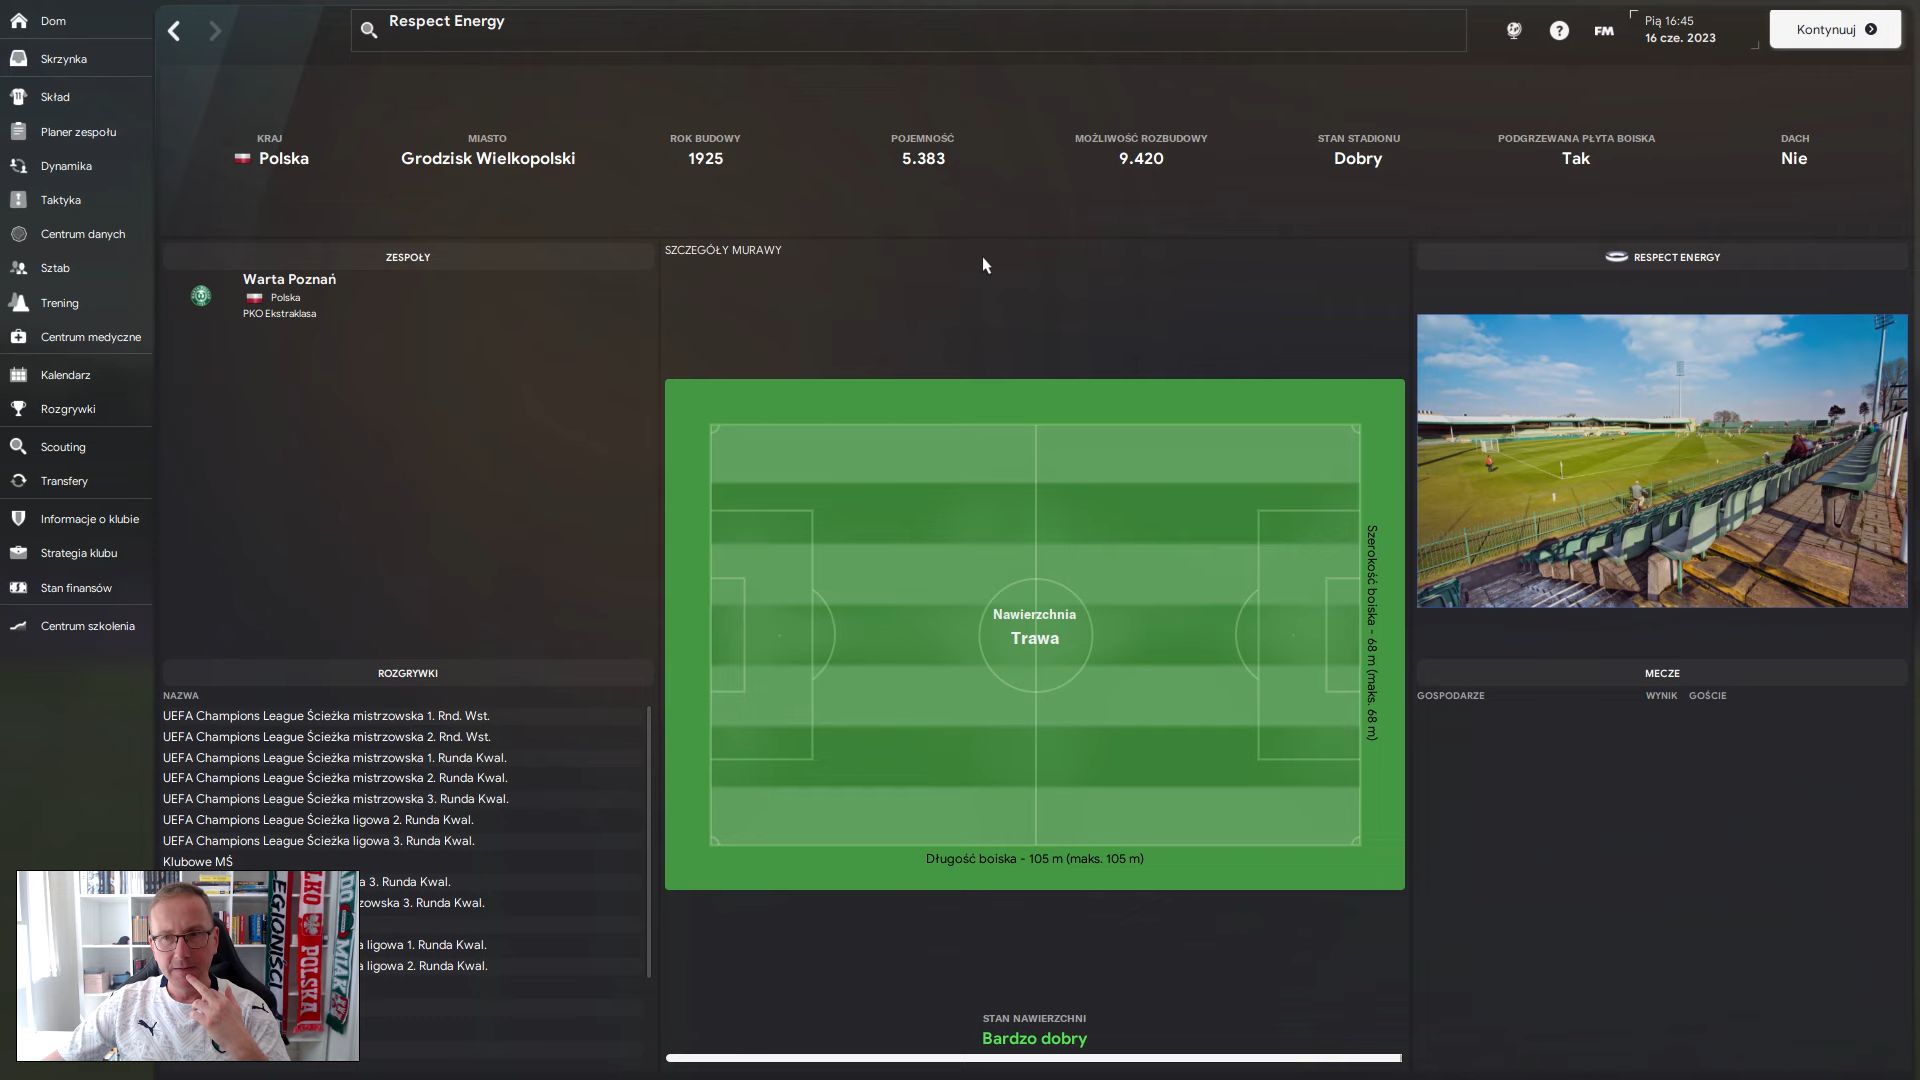 Dom
Skrzynka
Skład
Planer zespołu
Dynamika
Taktyka
Centrum danych
Sztab
Trening
Centrum medyczne
Kalendarz
Rozgrywki
Scouting
Transfery
Informacje o klubie
Strategia klubu
Stan finansów
Centrum szkolenia
Respect Energy
FM
Pią 16:45
16 cze. 2023
Kontynuuj
KRAJ
Polska
MIASTO
Grodzisk Wielkopolski
ROK BUDOWY
1925
POJEMNOŚĆ
5.383
MOŻLIWOŚĆ ROZBUDOWY
9.420
STAN STADIONU
Dobry
PODGRZEWANA PŁYTA BOISKA
Tak
DACH
Nie
ZESPOŁY
Warta Poznań
Polska
PKO Ekstraklasa
ROZGRYWKI
NAZWA
UEFA Champions League Ścieżka mistrzowska 1. Rnd. Wst.
UEFA Champions League Ścieżka mistrzowska 2. Rnd. Wst.
UEFA Champions League Ścieżka mistrzowska 1. Runda Kwal.
UEFA Champions League Ścieżka mistrzowska 2. Runda Kwal.
UEFA Champions League Ścieżka mistrzowska 3. Runda Kwal.
UEFA Champions League Ścieżka ligowa 2. Runda Kwal.
UEFA Champions League Ścieżka ligowa 3. Runda Kwal.
Klubowe MŚ
a 3. Runda Kwal.
zowska 3. Runda Kwal.
a ligowa 1. Runda Kwal.
a ligowa 2. Runda Kwal.
EGIONIŚCI
POLSKA
SZCZEGÓŁY MURAWY
Nawierzchnia
Trawa
Szerokość boiska - 68 m (maks. 68 m)
Długość boiska - 105 m (maks. 105 m)
STAN NAWIERZCHNI
Bardzo dobry
RESPECT ENERGY
MECZE
GOSPODARZE WYNIK GOŚCIE